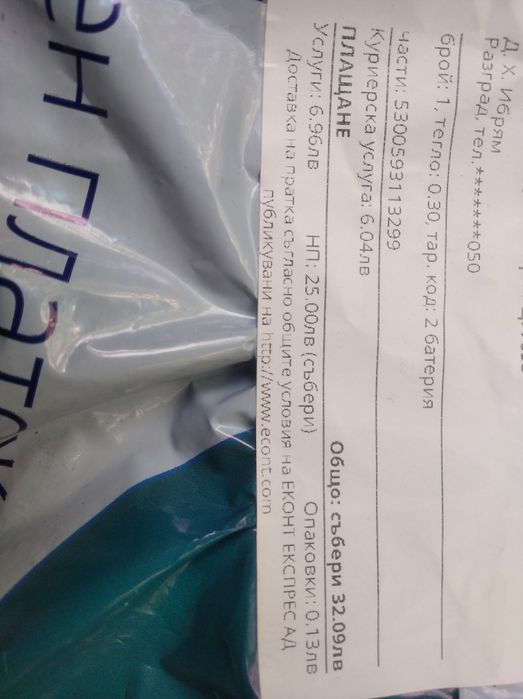 Д. Х. Ибрям
Разград, тел. *******050
брой: 1, тегло: 0.30, тар. код: 2 батерия
части: 5300593113299
Куриерска услуга: 6.04лв
ПЛАЩАНЕ Общо: събери 32.09лв
Услуги: 6.96лв НП: 25.00лв (събери) Опаковки: 0.13лв
Доставка на пратка съгласно общите условия на ЕКОНТ ЕКСПРЕС АД
публикувани на http://www.econt.com
ен платок